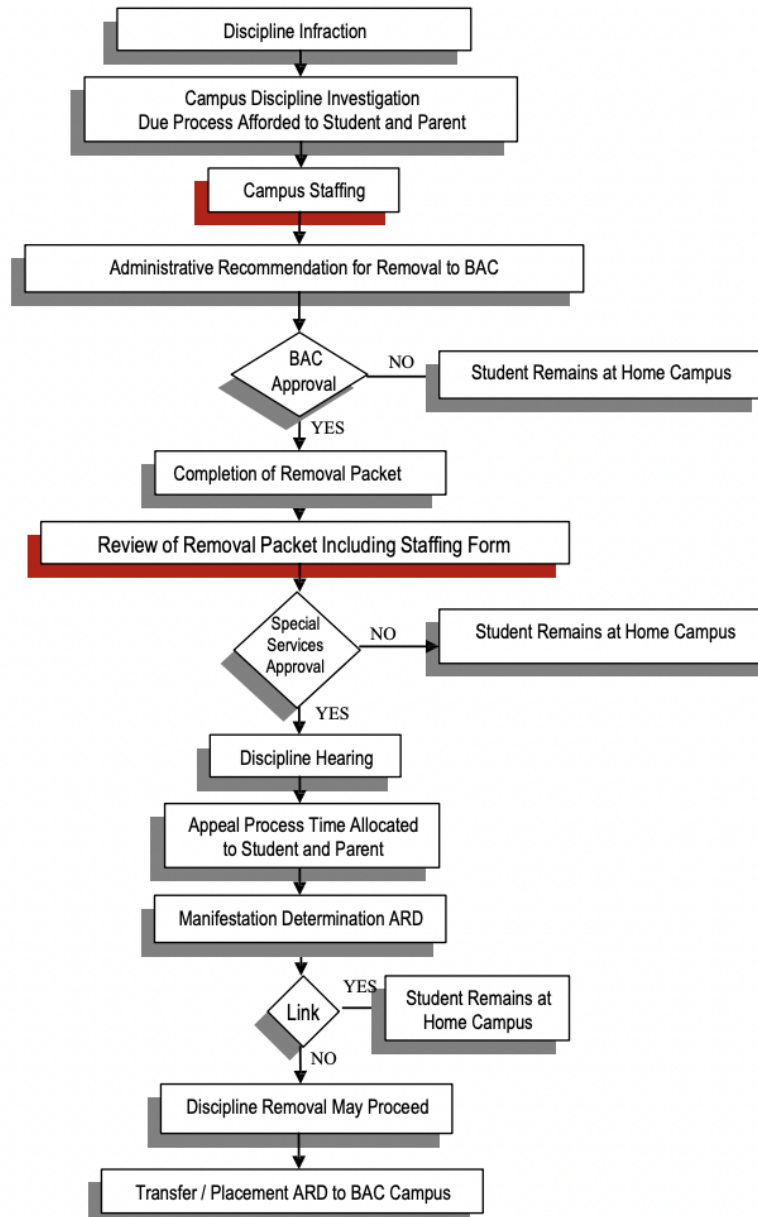 Discipline Infraction
Campus Discipline Investigation
Due Process Afforded to Student and Parent
Campus Staffing
Administrative Recommendation for Removal to BAC
BAC
Approval
NO
Student Remains at Home Campus
YES
Completion of Removal Packet
Review of Removal Packet Including Staffing Form
Special
Services
Approval
NO
Student Remains at Home Campus
YES
Discipline Hearing
Appeal Process Time Allocated
to Student and Parent
Manifestation Determination ARD
Link
YES
Student Remains at
Home Campus
NO
Discipline Removal May Proceed
Transfer / Placement ARD to BAC Campus